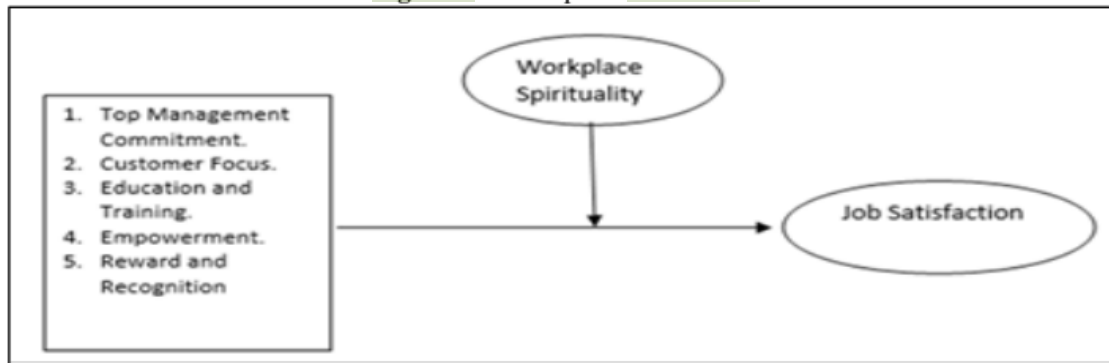 Workplace
Spirituality
1. Top Management
Commitment.
2. Customer Focus.
3. Education and
Training.
4. Empowerment.
5. Reward and
Recognition
Job Satisfaction